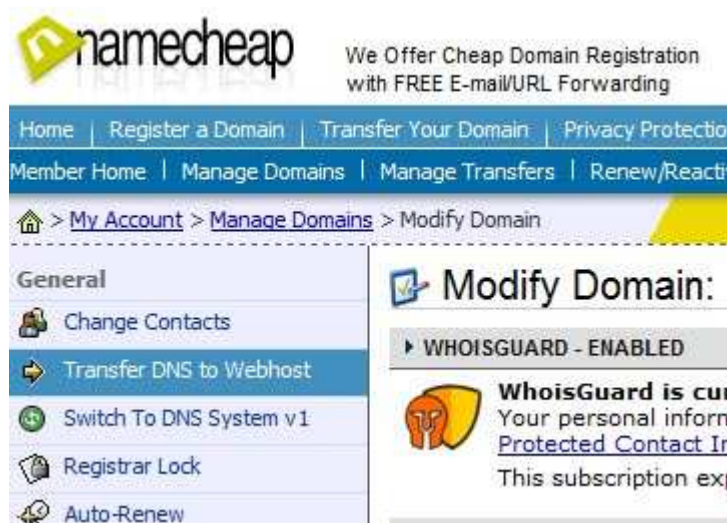 namecheap
We Offer Cheap Domain Registration
with FREE E-mail/URL Forwarding
Home | Register a Domain | Transfer Your Domain | Privacy Protectio
Member Home | Manage Domains | Manage Transfers | Renew/Reacti
> My Account > Manage Domains > Modify Domain
General
Change Contacts
Transfer DNS to Webhost
Switch To DNS System v1
Registrar Lock
Auto-Renew
Modify Domain:
WHOISGUARD - ENABLED
WhoisGuard is cur
Your personal inforn
Protected Contact In
This subscription exp